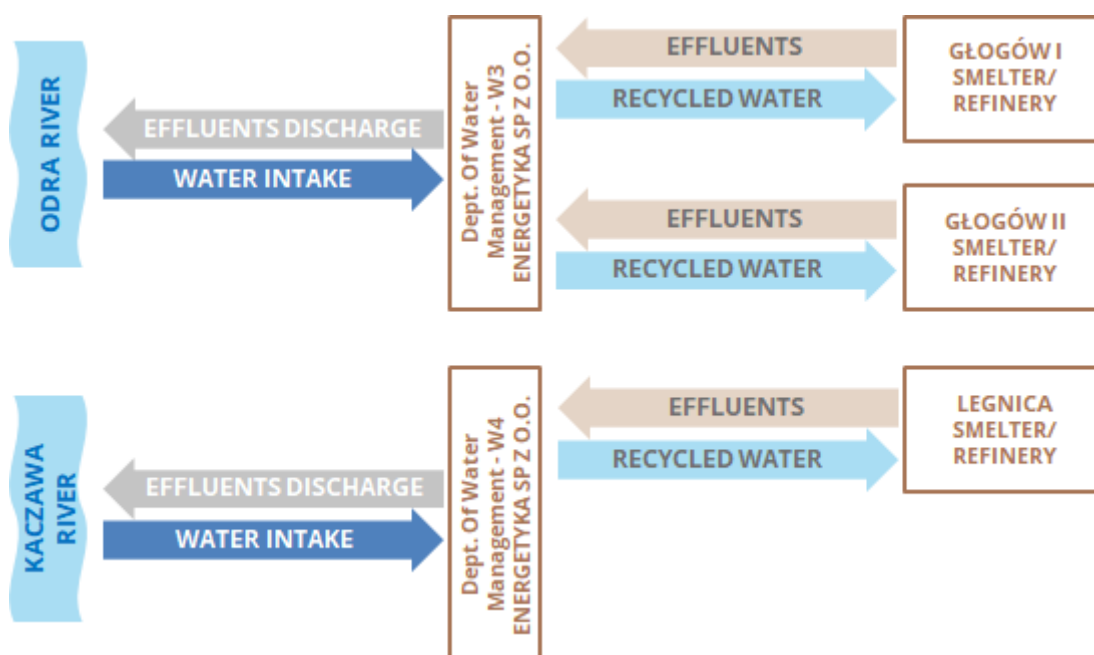 ODRA RIVER
EFFLUENTS DISCHARGE
WATER INTAKE
Dept. Of Water
Management - W3
ENERGETYKA SP Z O.O.
EFFLUENTS
RECYCLED WATER
GŁOGÓW I
SMELTER/
REFINERY
EFFLUENTS
RECYCLED WATER
GŁOGÓW II
SMELTER/
REFINERY
KACZAWA
RIVER
EFFLUENTS DISCHARGE
WATER INTAKE
Dept. Of Water
Management - W4
ENERGETYKA SP Z O.O.
EFFLUENTS
RECYCLED WATER
LEGNICA
SMELTER/
REFINERY